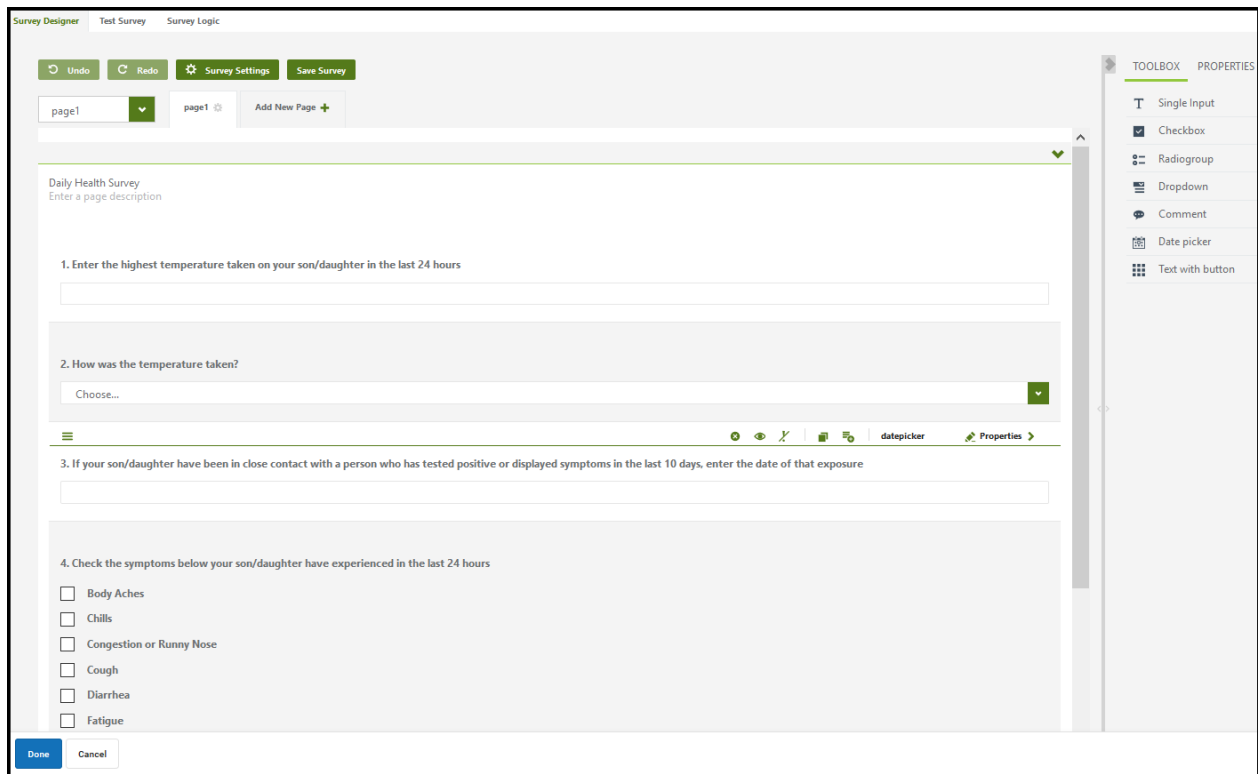 Survey Designer Test Survey Survey Logic
Undo Redo Survey Settings Save Survey
TOOLBOX PROPERTIES
page1 page1 Add New Page
Single Input
Checkbox
Radiogroup
Dropdown
Comment
Date picker
Text with button
Daily Health Survey
Enter a page description
1. Enter the highest temperature taken on your son/daughter in the last 24 hours
2. How was the temperature taken?
Choose...
datepicker Properties
3. If your son/daughter have been in close contact with a person who has tested positive or displayed symptoms in the last 10 days, enter the date of that exposure
4. Check the symptoms below your son/daughter have experienced in the last 24 hours
Body Aches
Chills
Congestion or Runny Nose
Cough
Diarrhea
Fatigue
Done Cancel